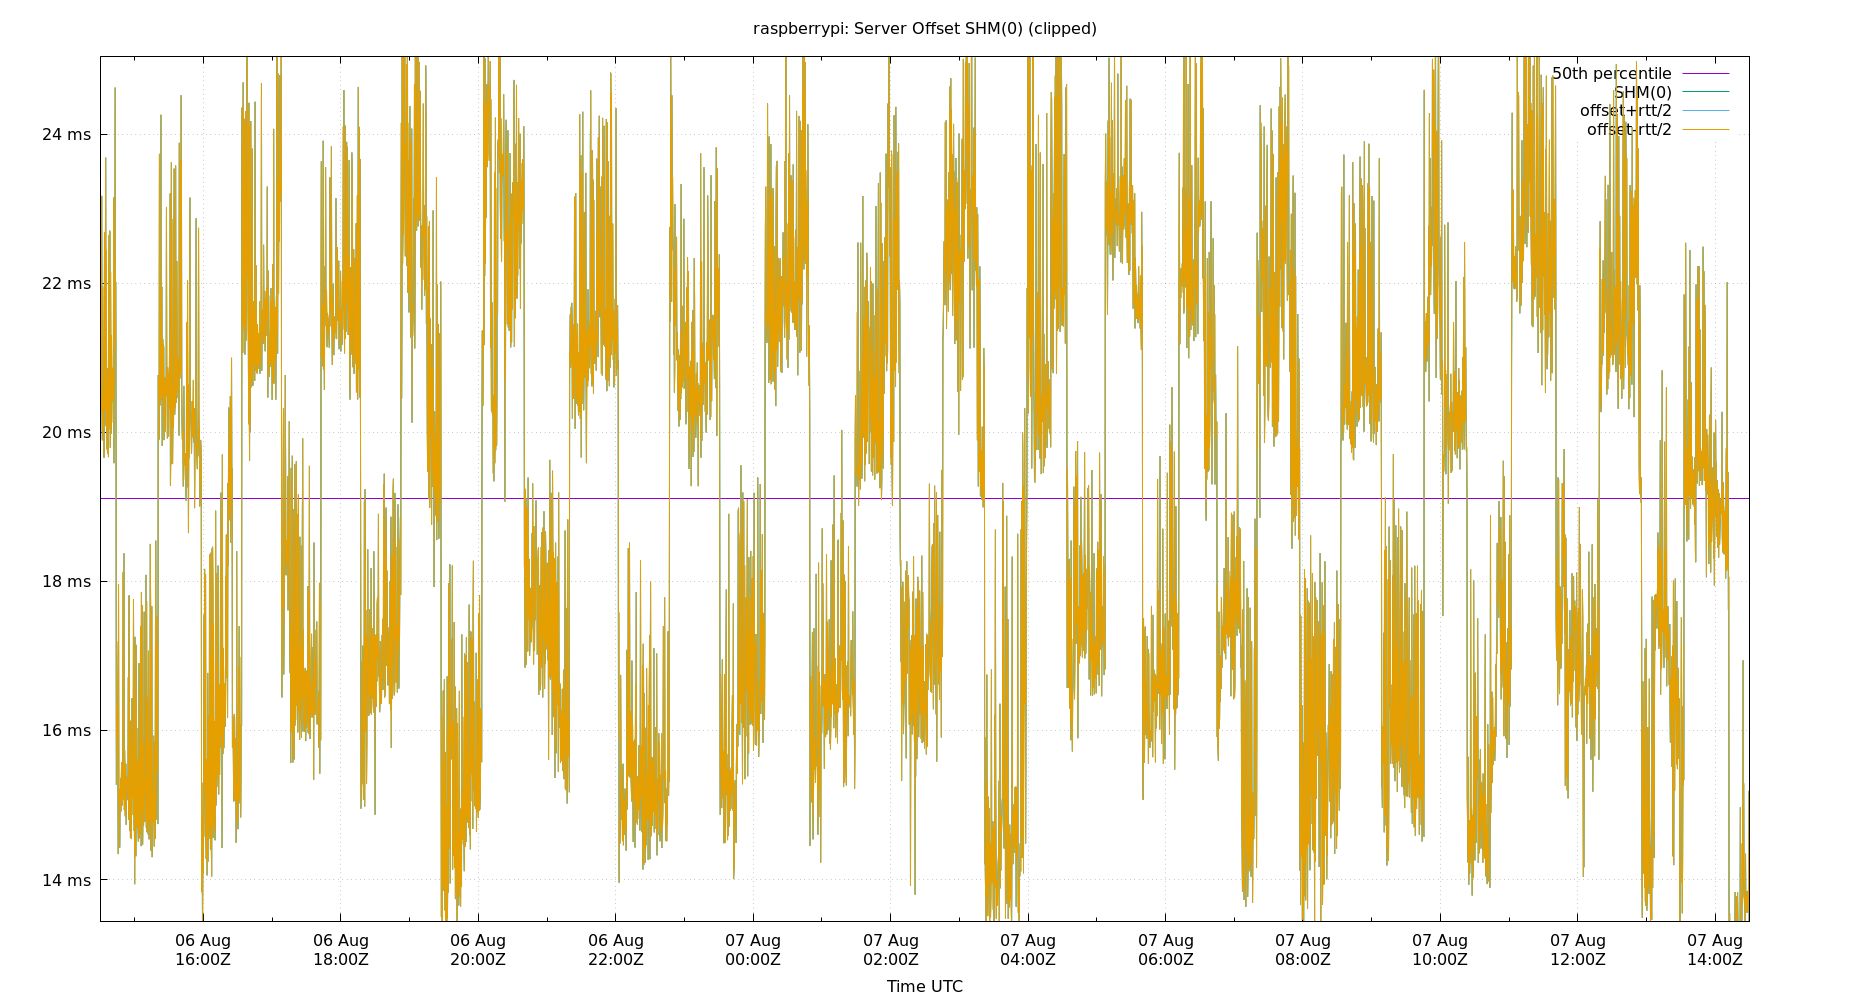 raspberrypi: Server Offset SHM(0) (clipped)
50th percentile
SHM(0)
offset+rtt/2
offset-rtt/2
24 ms
22 ms
20 ms
18 ms
16 ms
14 ms
06 Aug 06 Aug 06 Aug 06 Aug 07 Aug 07 Aug 07 Aug 07 Aug 07 Aug 07 Aug 07 Aug 07 Aug
16:00Z 18:00Z 20:00Z 22:00Z 00:00Z 02:00Z 04:00Z 06:00Z 08:00Z 10:00Z 12:00Z 14:00Z
Time UTC